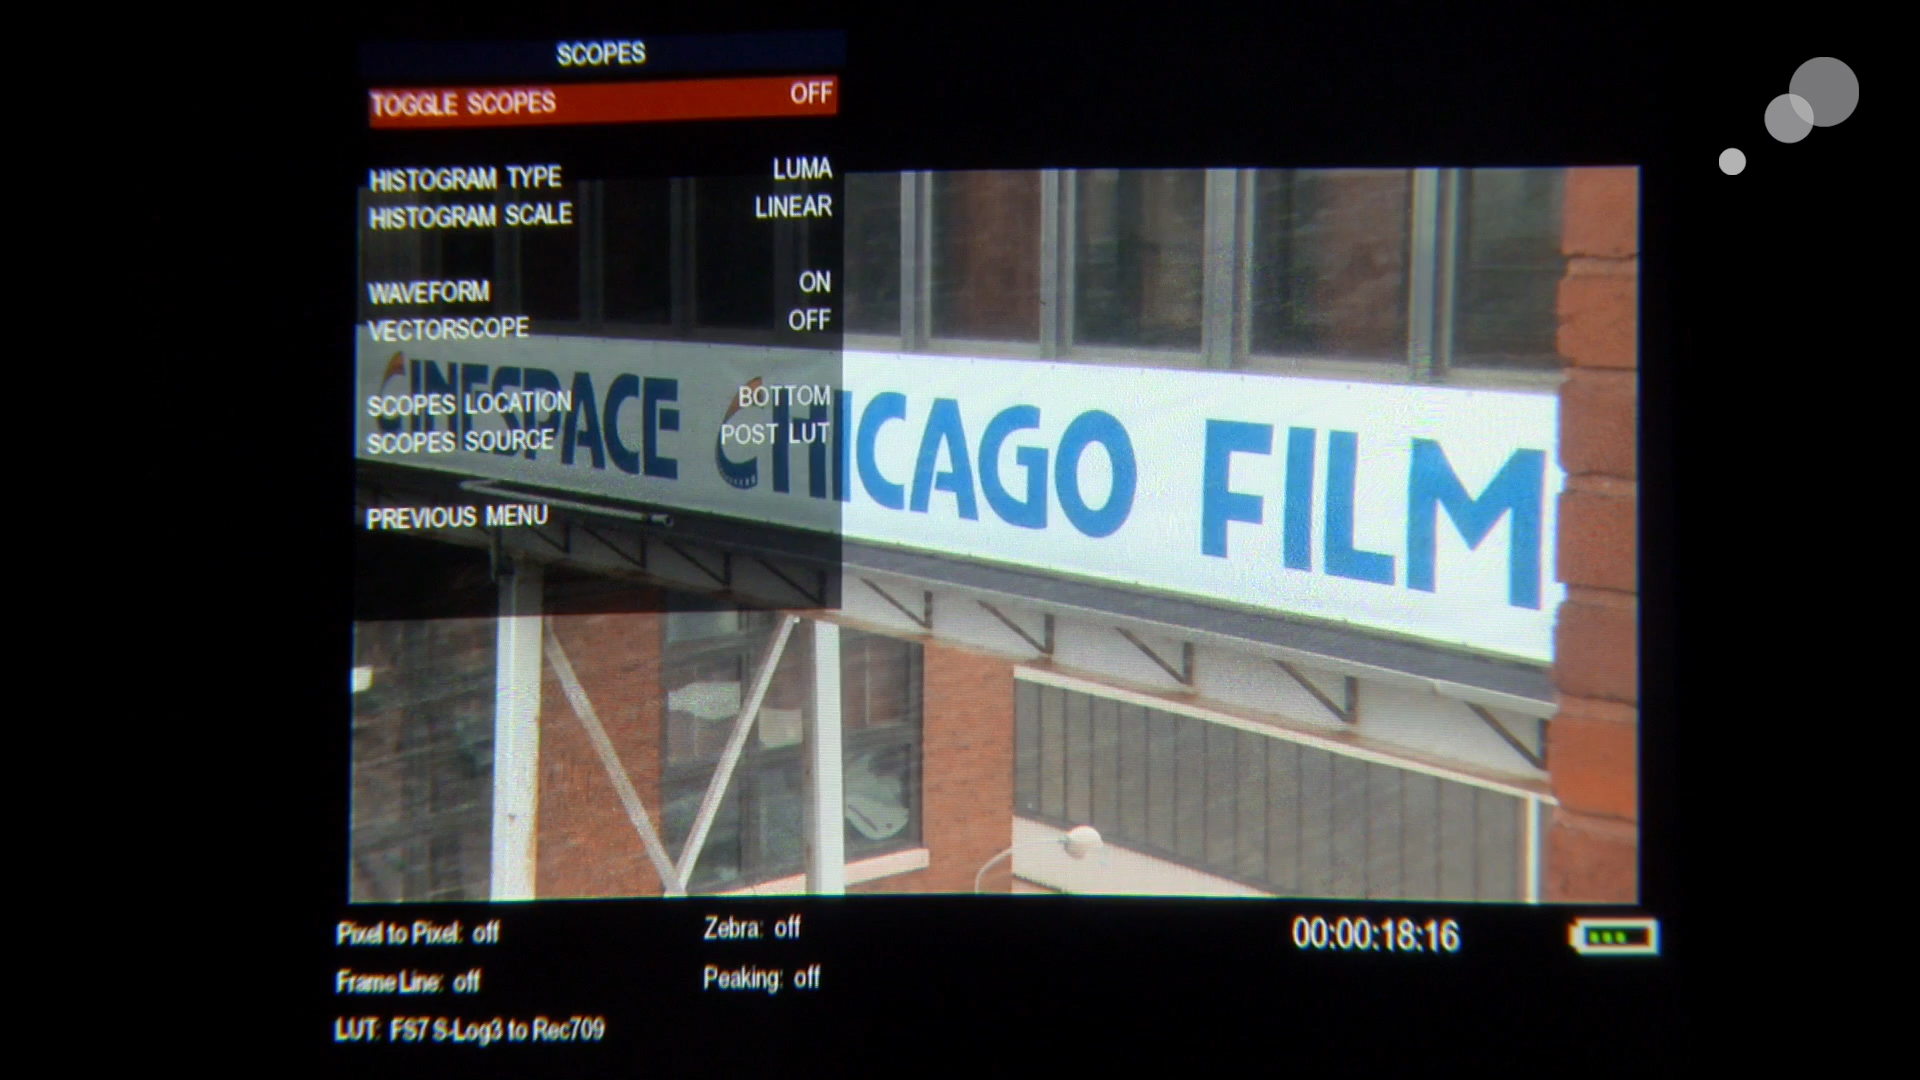 SCOPES
TOGGLE SCOPES OFF
HISTOGRAM TYPE LUMA
HISTOGRAM SCALE LINEAR
WAVEFORM ON
VECTORSCOPE OFF
SCOPES LOCATION BOTTOM
SCOPES SOURCE POST LUT
PREVIOUS MENU
CINESPACE CHICAGO FILM
Pixel to Pixel: off Zebra: off 00:00:18:16
Frame Line: off Peaking: off
LUT: FS7 S-Log3 to Rec709